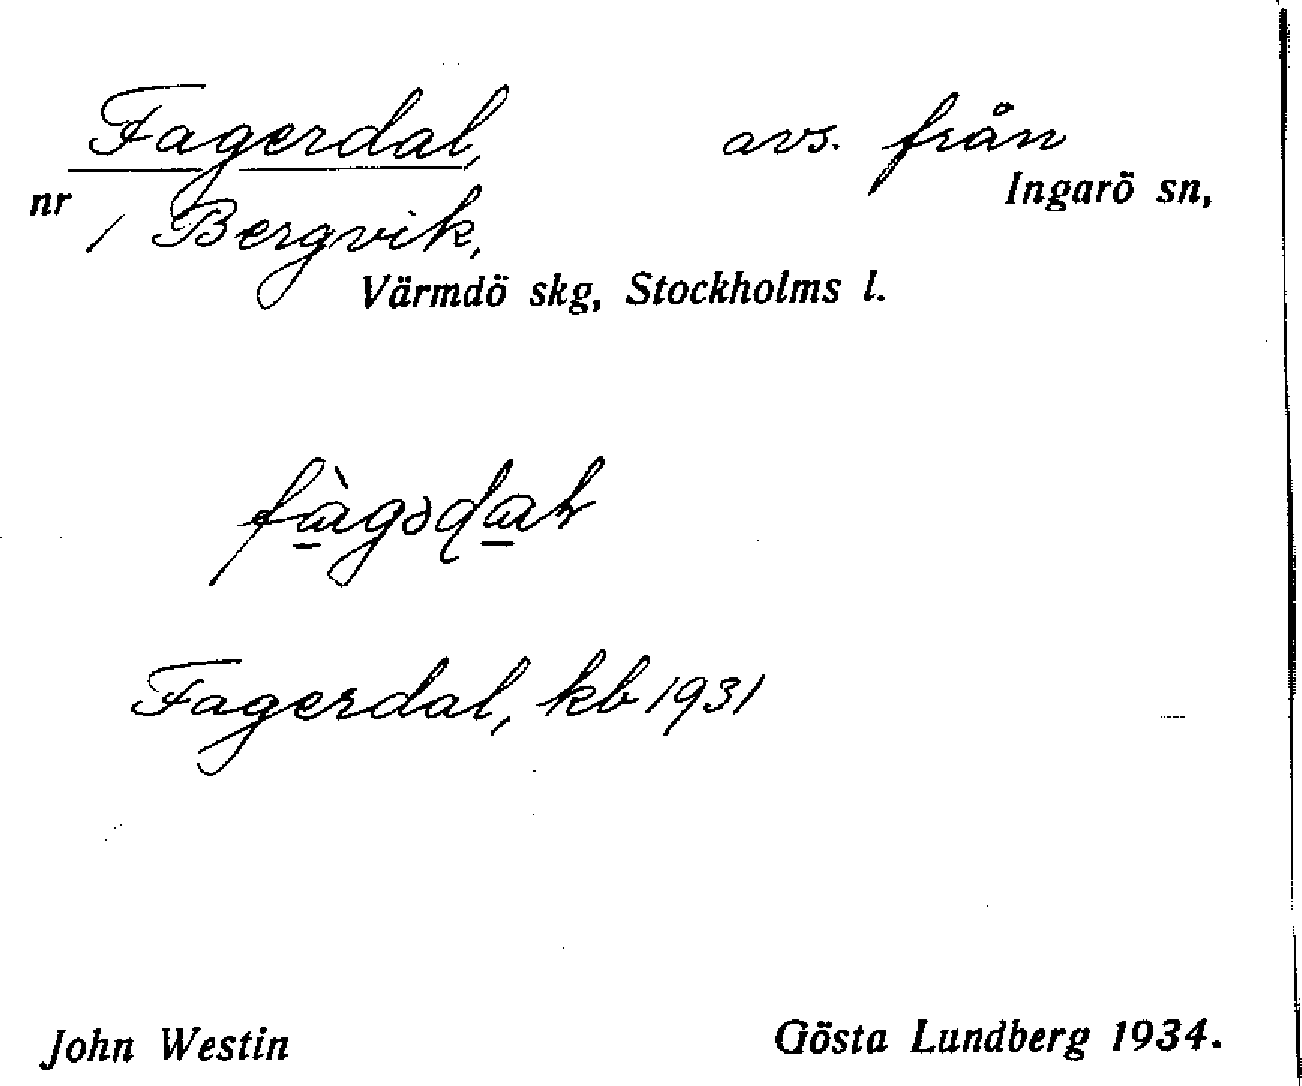 Fagerdal, avs. från
Ingarö sn,
nr 1 Bergvik,
Värmdö skg, Stockholms l.
Fagerdal, kb 1931
John Westin Gösta Lundberg 1934.